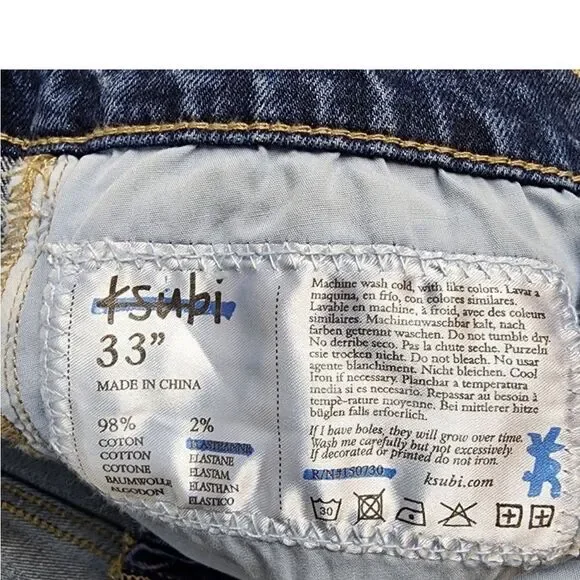 ksubi
33"
MADE IN CHINA
98% 2%
COTON ELASTHANNE
COTTON ELASTANE
COTONE ELASTAM
BAUMWOLLE ELASTHAN
ALGODON ELASTICO
Machine wash cold, with like colors. Lavar a
maquina, en frío, con colores similares.
Lavable en machine, à froid, avec des coleurs
similaires. Machinenwaschbar kalt, nach
farben getrennt waschen. Do not tumble dry.
No derribe seco. Pas la chute seche. Purzeln
csie trocken nicht. Do not bleach. No usar
agente blanchiment. Nicht bleichen. Cool
Iron if necessary. Planchar a temperatura
media si es necesario. Repassar au besoin à
tempé-rature moyenne. Bei mittlerer hitze
büglen falls erfoerlich.
If I have holes, they will grow over time.
Wash me carefully but not excessively.
If decorated or printed do not iron.
R/N#150730 ksubi.com
30